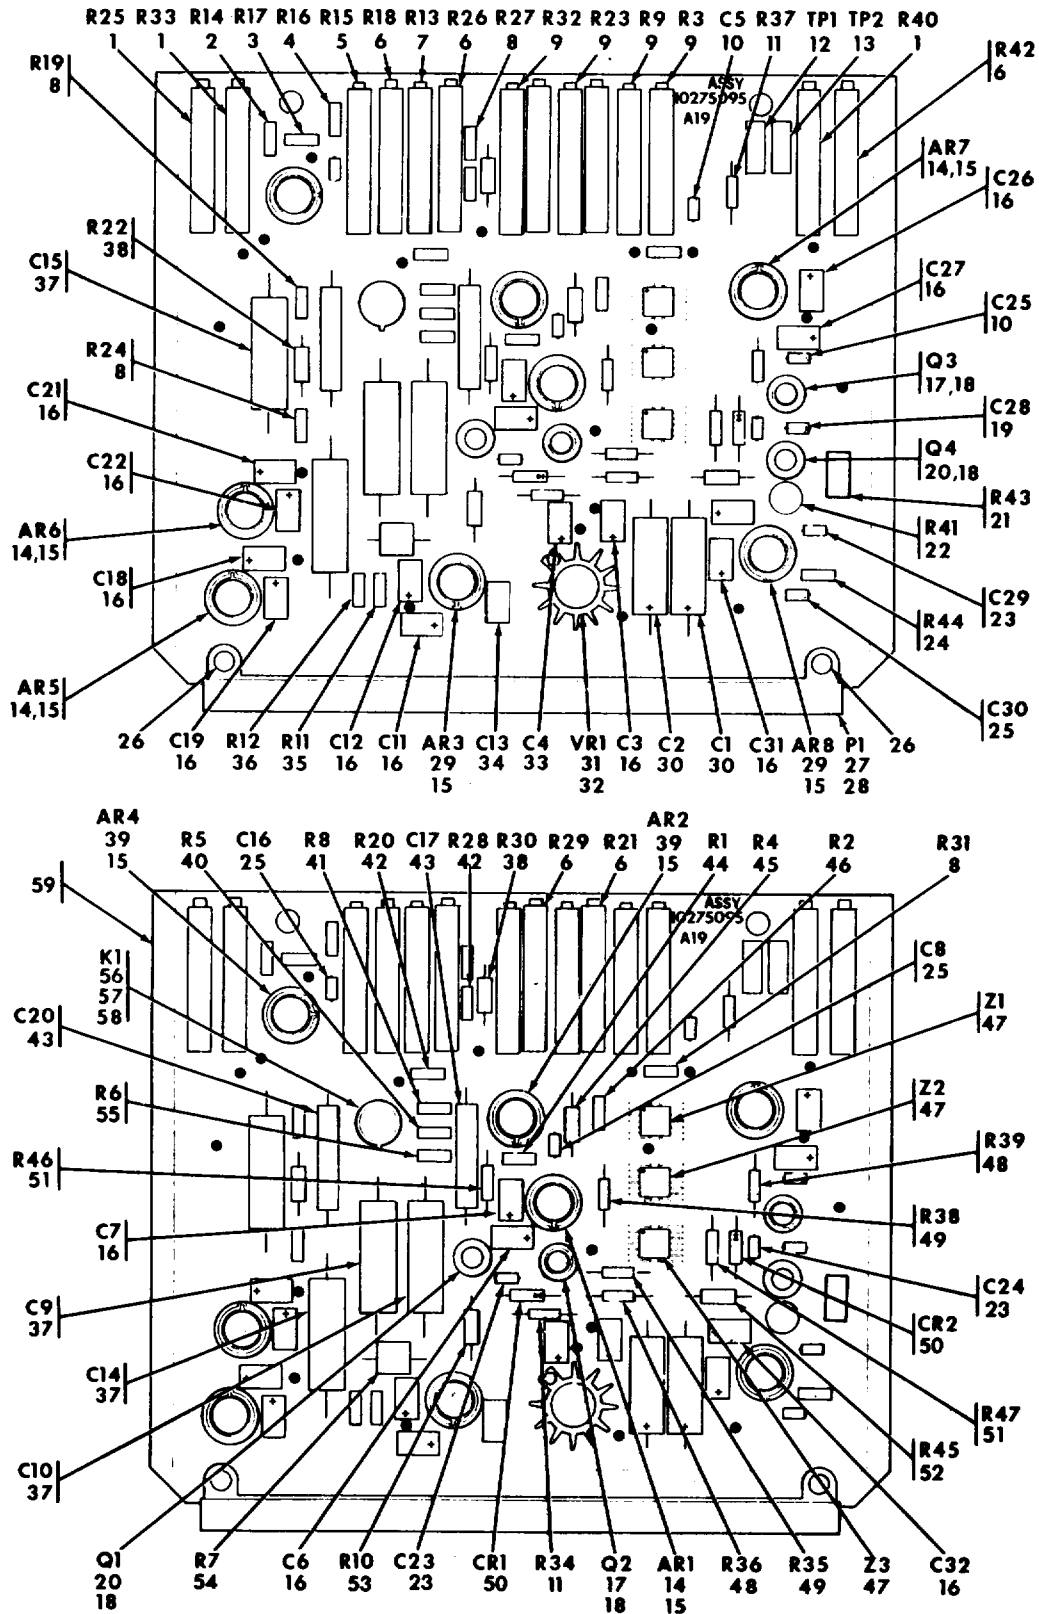 R25 R33 R14 R17 R16 R15 R18 R13 R26 R27 R32 R23 R9 R3 C5 R37 TP1 TP2 R40
1 1 2 3 4 5 6 7 6 8 9 9 9 9 10 11 12 13 1
R42
6
R19
8
ASSY
10275095
A19
AR7
14,15
C26
16
R22
38
C15
37
C27
16
C25
10
R24
8
Q3
17,18
C21
16
C28
19
C22
16
Q4
20,18
R43
21
AR6
14,15
R41
22
C18
16
C29
23
R44
24
AR5
14,15
C30
25
26 C19 R12 R11 C12 C11 AR3 C13 C4 VR1 C3 C2 C1 C31 AR8 P1 26
16 36 35 16 16 29 34 33 31 16 30 30 16 29 27
15 32 15 28
AR4 AR2
39 R5 C16 R8 R20 C17 R28 R30 R29 R21 39 R1 R4 R2 R31
15 40 25 41 42 43 42 38 6 6 15 44 45 46 8
59
ASSY
10275095
A19
K1
56
57
58
C8
25
C20
43
Z1
47
R6
55
Z2
47
R46
51
R39
48
C7
16
R38
49
C9
37
C24
23
CR2
50
C14
37
R47
51
C10
37
R45
52
Q1 R7 C6 R10 C23 CR1 R34 Q2 AR1 R36 R35 Z3 C32
20 54 16 53 23 50 11 17 14 48 49 47 16
18 18 15